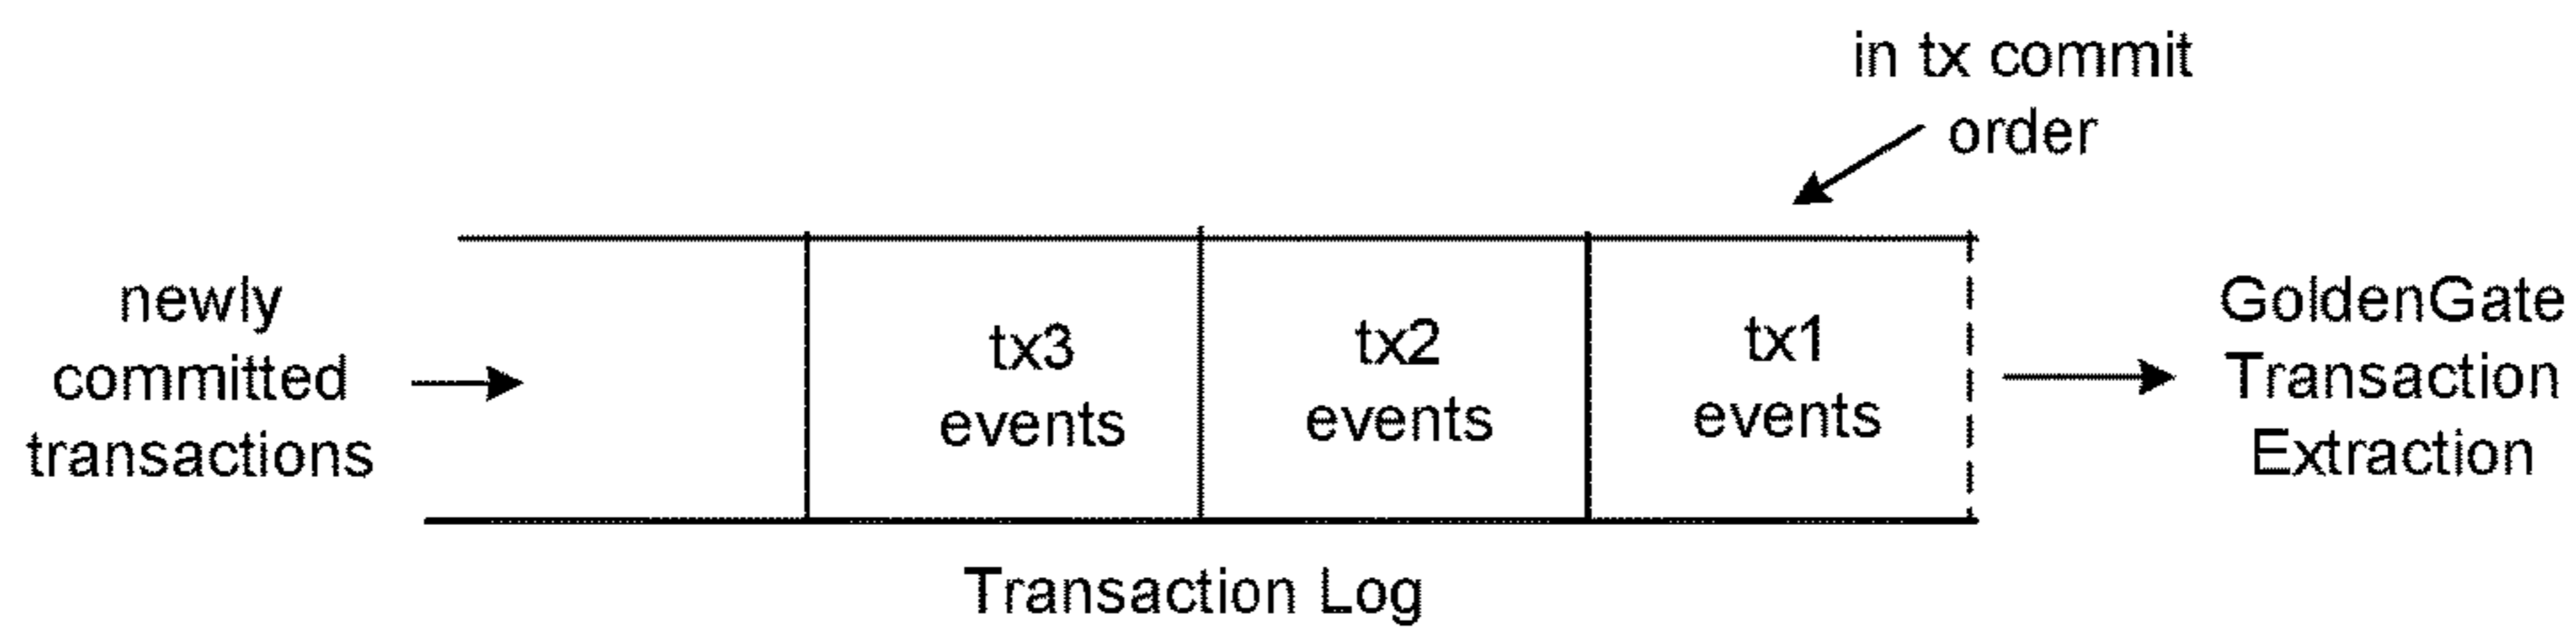 in tx commit
order
newly
committed
transactions
tx3
events
tx2
events
tx1
events
GoldenGate
Transaction
Extraction
Transaction Log